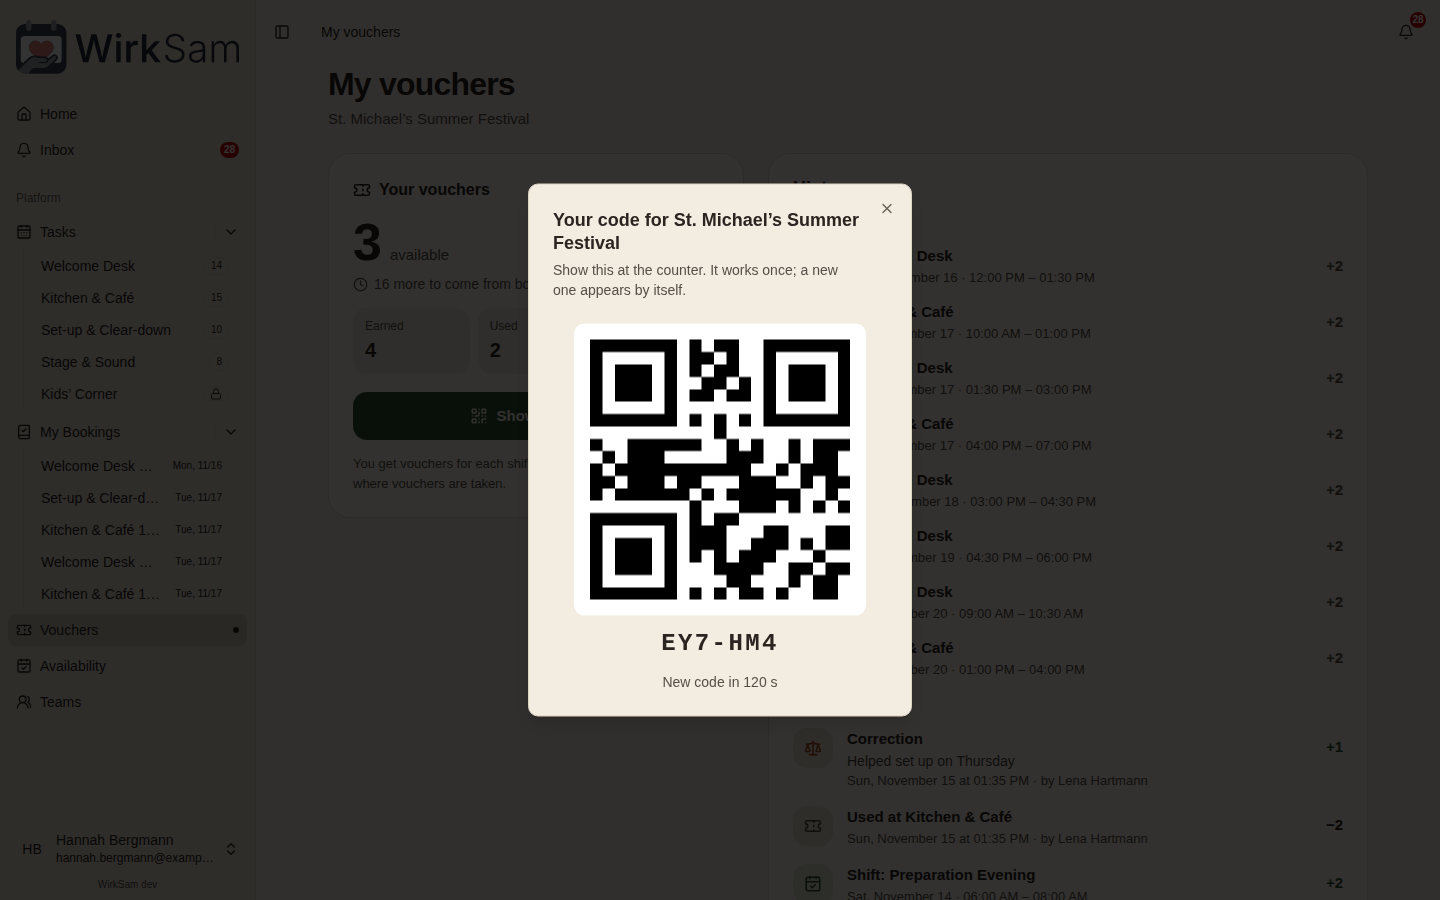 WirkSam
My vouchers
28
Home
Inbox
28
Platform
Tasks
Welcome Desk
14
Kitchen & Café
15
Set-up & Clear-down
10
Stage & Sound
8
Kids' Corner
My Bookings
Welcome Desk …
Mon, 11/16
Set-up & Clear-d…
Tue, 11/17
Kitchen & Café 1…
Tue, 11/17
Welcome Desk …
Tue, 11/17
Kitchen & Café 1…
Tue, 11/17
Vouchers
Availability
Teams
HB
Hannah Bergmann
hannah.bergmann@examp…
WirkSam dev
My vouchers
St. Michael's Summer Festival
Your vouchers
3 available
16 more to come from
Earned
4
Used
2
You get vouchers for each
where vouchers are taken.
Your code for St. Michael’s Summer
Festival
Show this at the counter. It works once; a new
one appears by itself.
EY7-HM4
New code in 120 s
Desk
16 · 12:00 PM – 01:30 PM
+2
& Café
17 · 10:00 AM – 01:00 PM
+2
Desk
17 · 01:30 PM – 03:00 PM
+2
& Café
17 · 04:00 PM – 07:00 PM
+2
Desk
18 · 03:00 PM – 04:30 PM
+2
Desk
19 · 04:30 PM – 06:00 PM
+2
Desk
20 · 09:00 AM – 10:30 AM
+2
& Café
20 · 01:00 PM – 04:00 PM
+2
Correction
Helped set up on Thursday
Sun, November 15 at 01:35 PM · by Lena Hartmann
+1
Used at Kitchen & Café
Sun, November 15 at 01:35 PM · by Lena Hartmann
−2
Shift: Preparation Evening
Sat, November 14 · 06:00 AM – 08:00 AM
+2